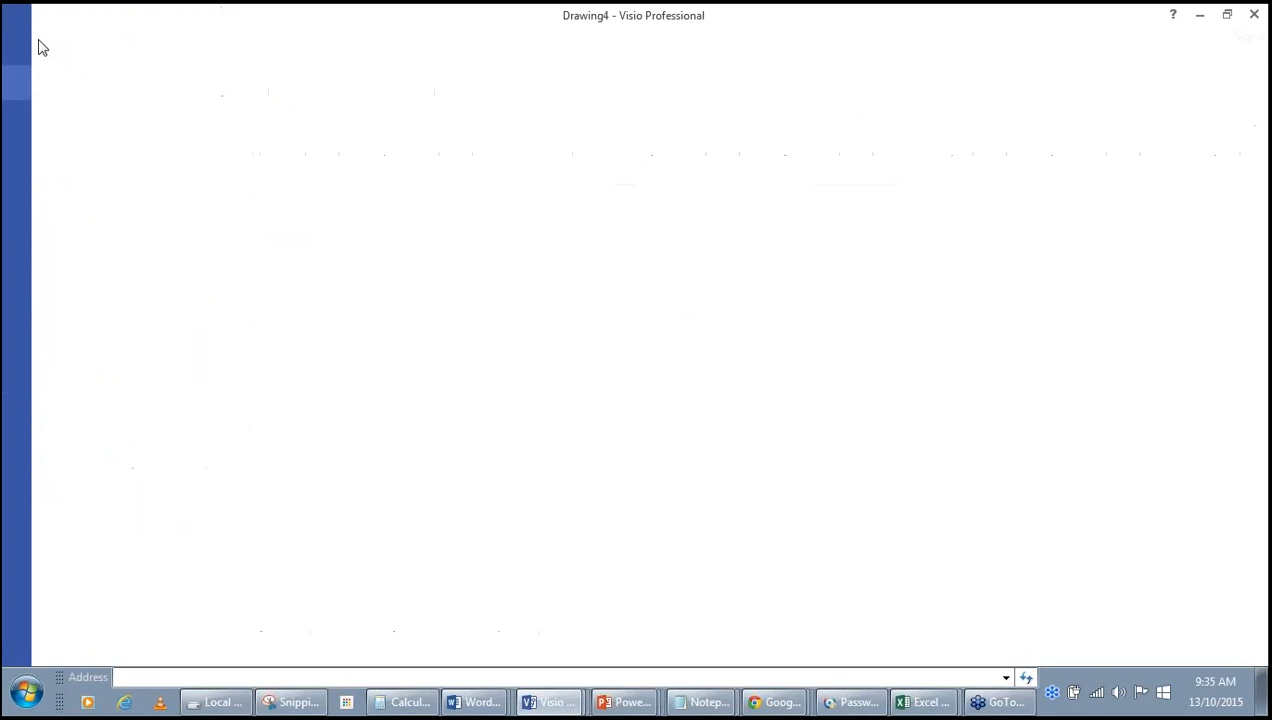 Drawing4 - Visio Professional
?
Address
9:35 AM
Local ...
Snippi...
Calcul...
Word...
Visio ...
Powe...
Notep...
Goog...
Passw...
Excel ...
GoTo...
13/10/2015